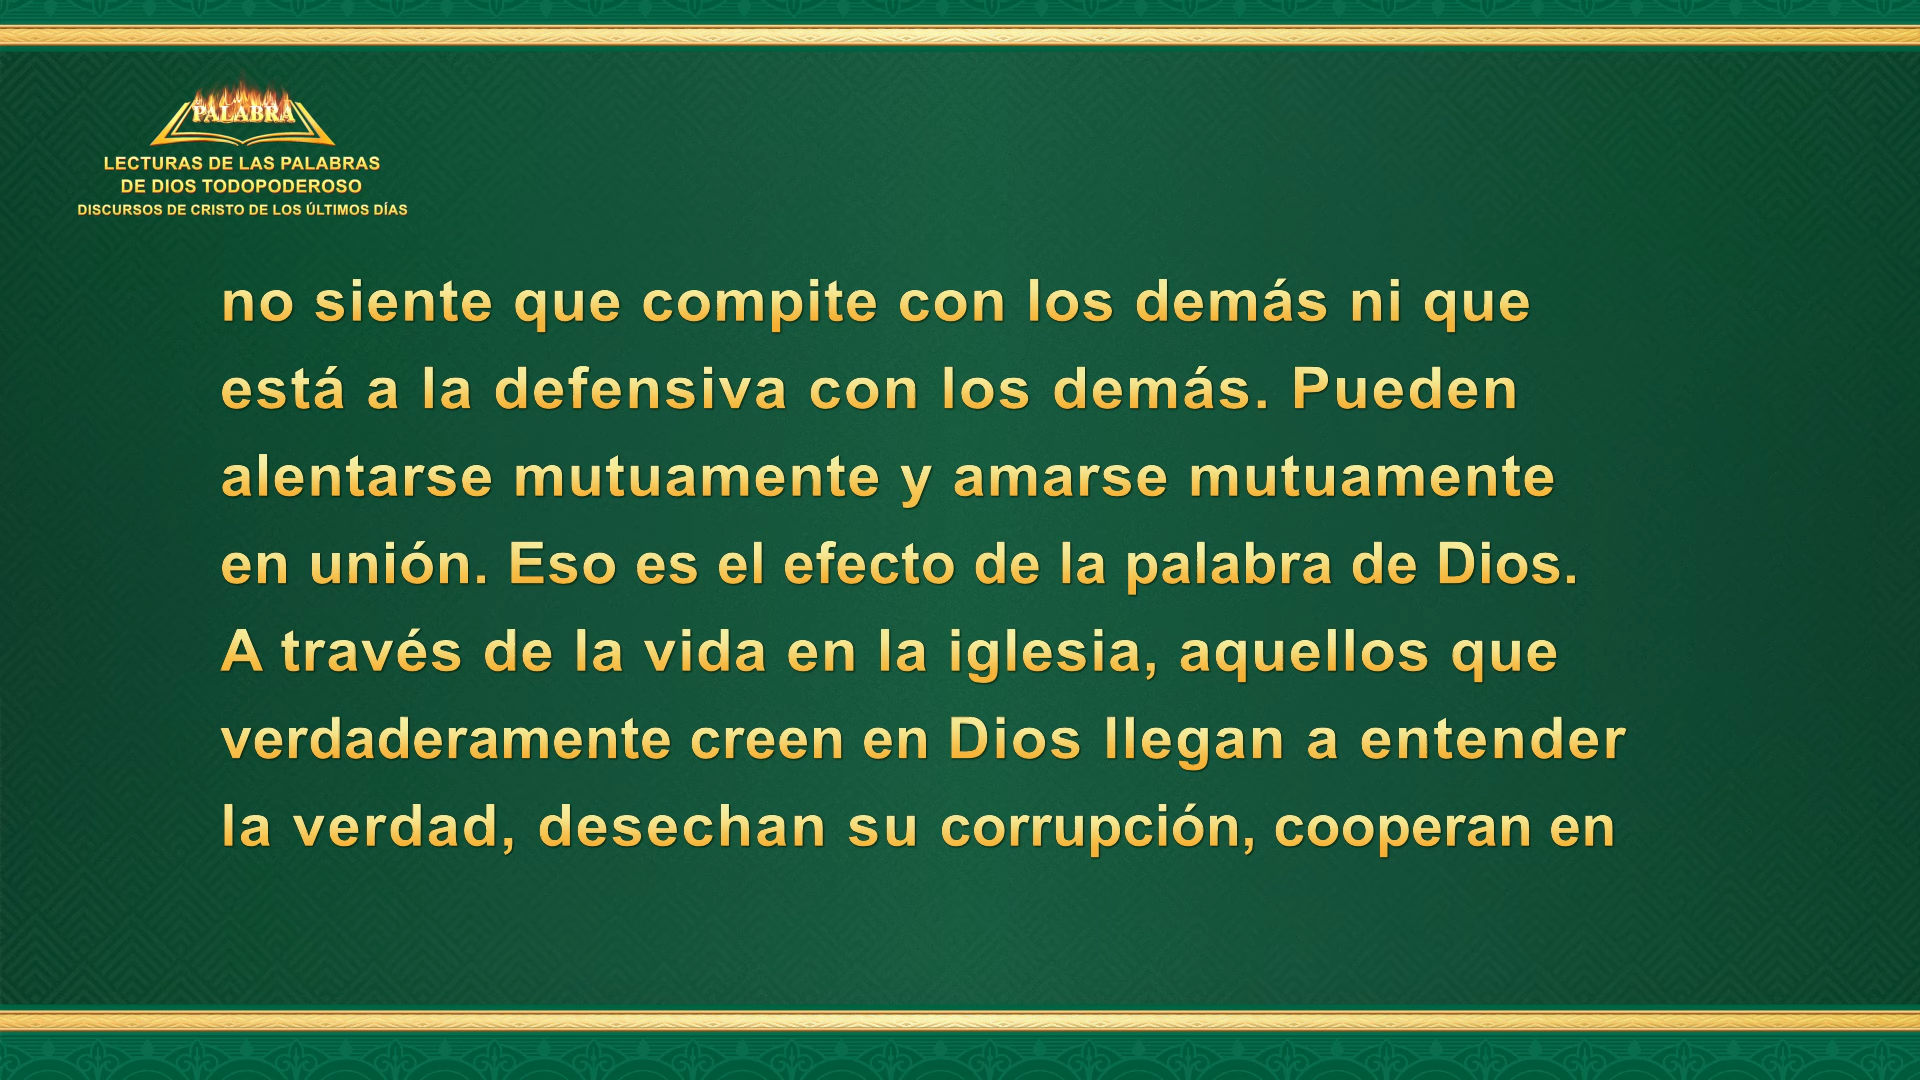 PALABRA
LECTURAS DE LAS PALABRAS
DE DIOS TODOPODEROSO
DISCURSOS DE CRISTO DE LOS ÚLTIMOS DÍAS
no siente que compite con los demás ni que
está a la defensiva con los demás. Pueden
alentarse mutuamente y amarse mutuamente
en unión. Eso es el efecto de la palabra de Dios.
A través de la vida en la iglesia, aquellos que
verdaderamente creen en Dios llegan a entender
la verdad, desechan su corrupción, cooperan en